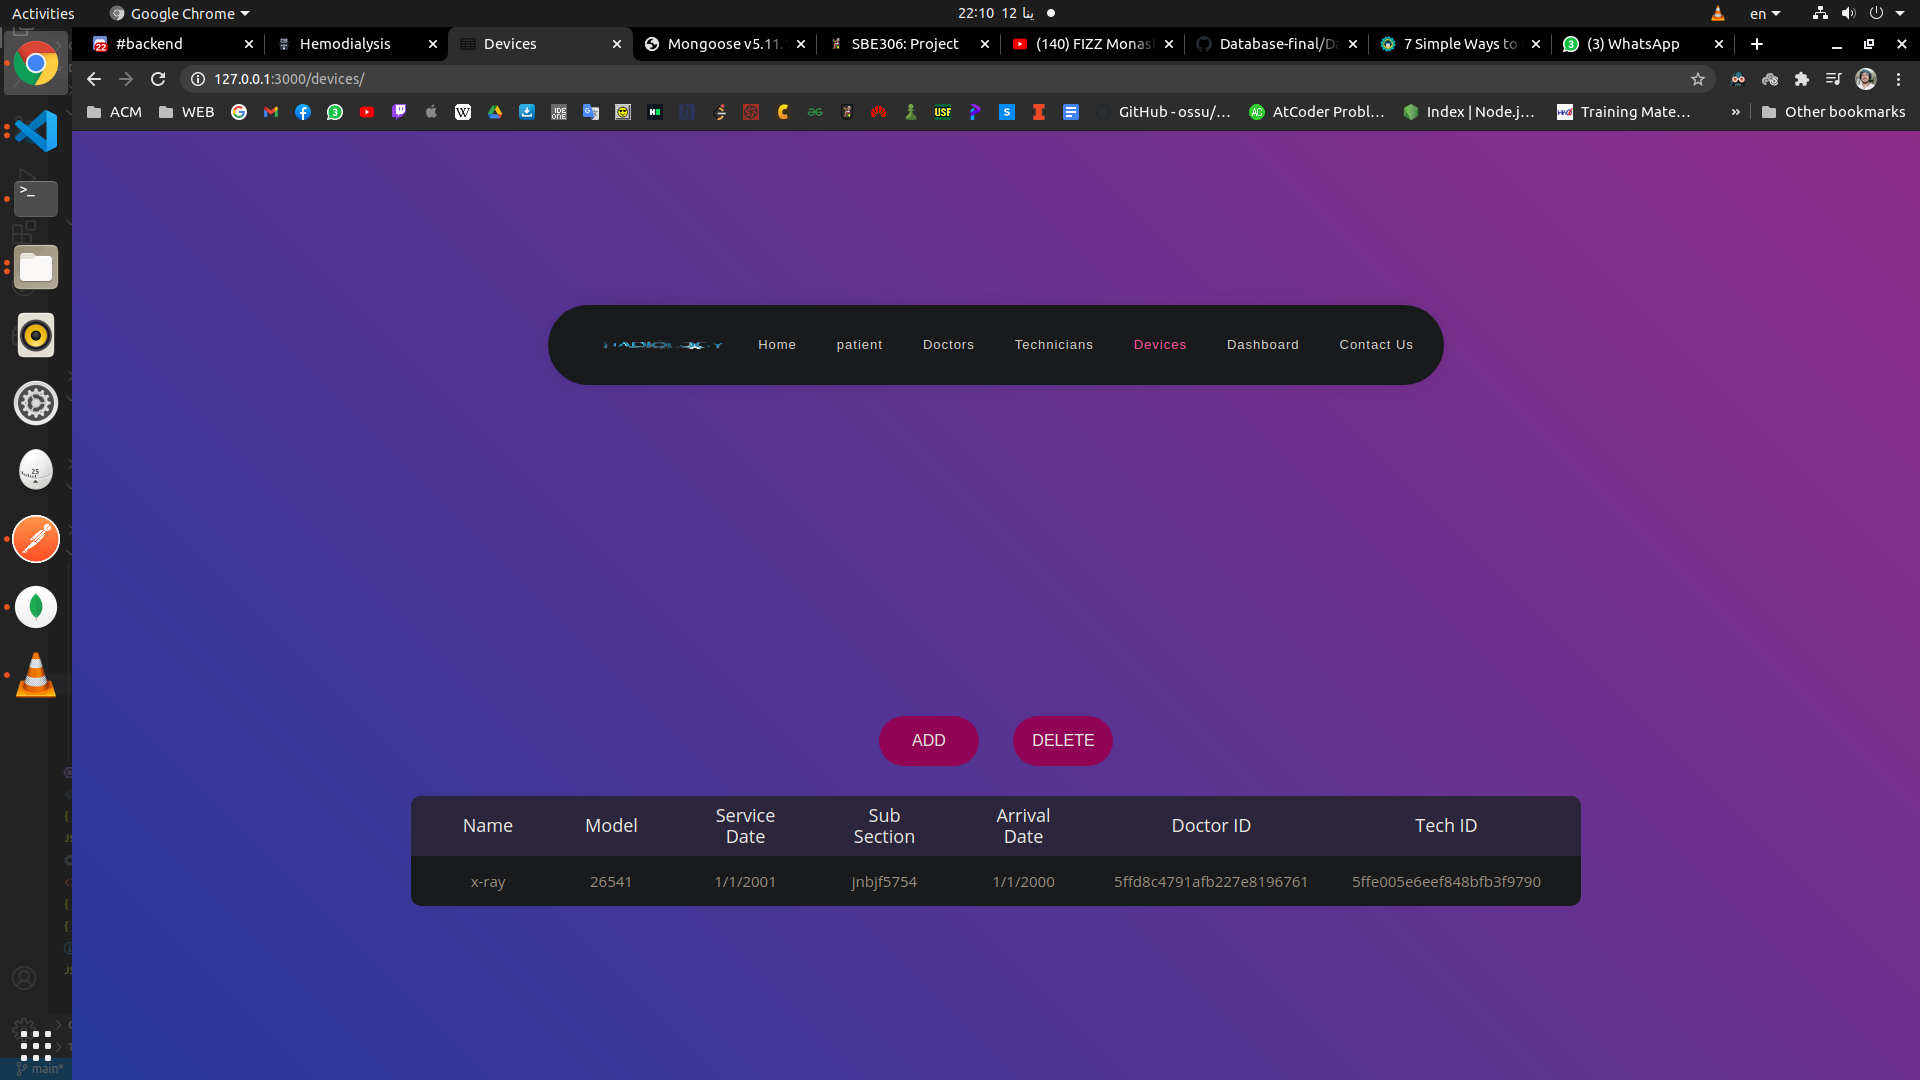 Activities
Google Chrome
22:10 12 ينا
en
#backend
Hemodialysis
Devices
Mongoose v5.11.
SBE306: Project
(140) FIZZ Monast
Database-final/Da
7 Simple Ways to
(3) WhatsApp
127.0.0.1:3000/devices/
ACM
WEB
GitHub - ossu/...
AtCoder Probl...
Index | Node.j...
Training Mate...
»
Other bookmarks
Home
patient
Doctors
Technicians
Devices
Dashboard
Contact Us
ADD
DELETE
Name
Model
Service
Date
Sub
Section
Arrival
Date
Doctor ID
Tech ID
x-ray
26541
1/1/2001
jnbjf5754
1/1/2000
5ffd8c4791afb227e8196761
5ffe005e6eef848bfb3f9790
main*